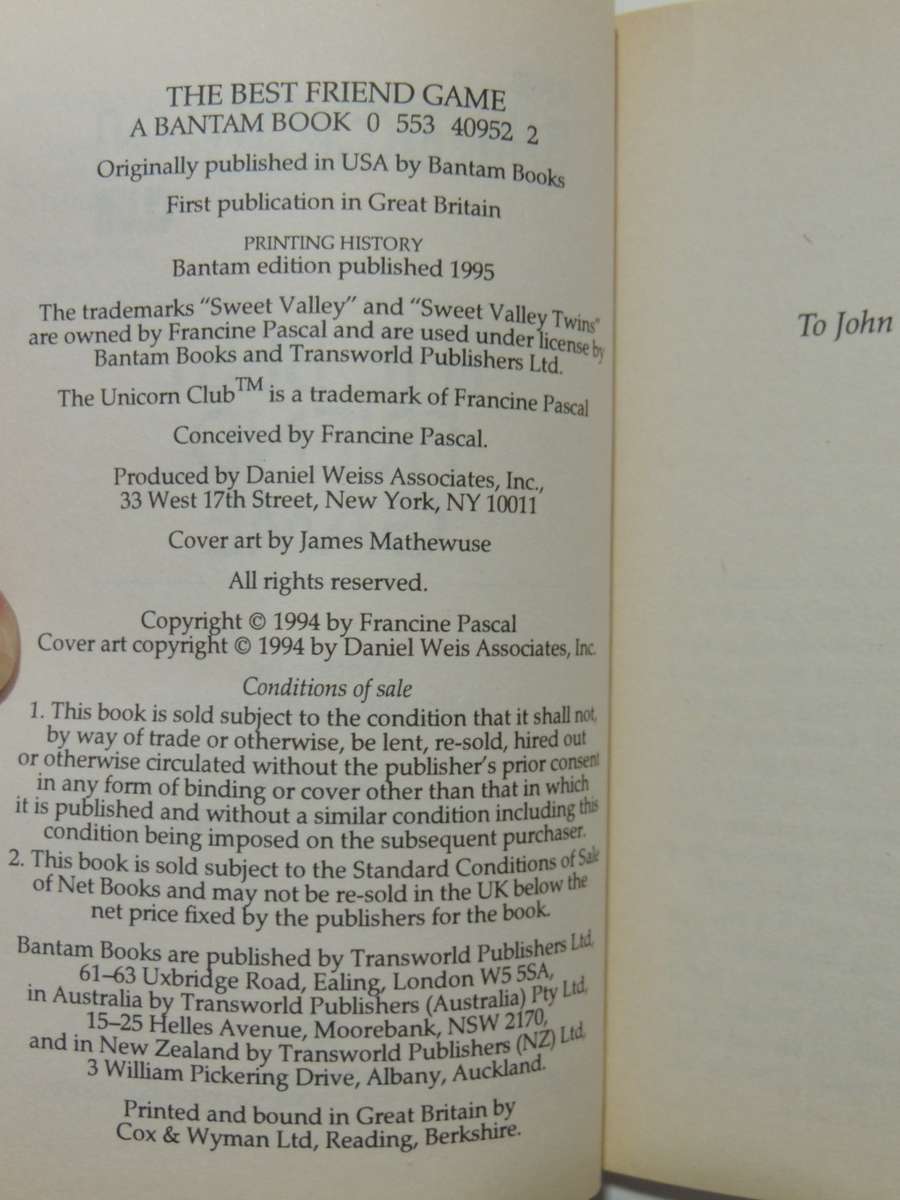 THE BEST FRIEND GAME
A BANTAM BOOK 0 553 40952 2
Originally published in USA by Bantam Books
First publication in Great Britain
PRINTING HISTORY
Bantam edition published 1995
The trademarks “Sweet Valley” and “Sweet Valley Twins”
are owned by Francine Pascal and are used under license by
Bantam Books and Transworld Publishers Ltd.
The Unicorn Club™ is a trademark of Francine Pascal
Conceived by Francine Pascal.
Produced by Daniel Weiss Associates, Inc.,
33 West 17th Street, New York, NY 10011
Cover art by James Mathewuse
All rights reserved.
Copyright © 1994 by Francine Pascal
Cover art copyright © 1994 by Daniel Weis Associates, Inc.
Conditions of sale
1. This book is sold subject to the condition that it shall not,
by way of trade or otherwise, be lent, re-sold, hired out
or otherwise circulated without the publisher's prior consent
in any form of binding or cover other than that in which
it is published and without a similar condition including this
condition being imposed on the subsequent purchaser.
2. This book is sold subject to the Standard Conditions of Sale
of Net Books and may not be re-sold in the UK below the
net price fixed by the publishers for the book.
Bantam Books are published by Transworld Publishers Ltd,
61–63 Uxbridge Road, Ealing, London W5 5SA,
in Australia by Transworld Publishers (Australia) Pty Ltd,
15–25 Helles Avenue, Moorebank, NSW 2170,
and in New Zealand by Transworld Publishers (NZ) Ltd,
3 William Pickering Drive, Albany, Auckland.
Printed and bound in Great Britain by
Cox & Wyman Ltd, Reading, Berkshire.
To John